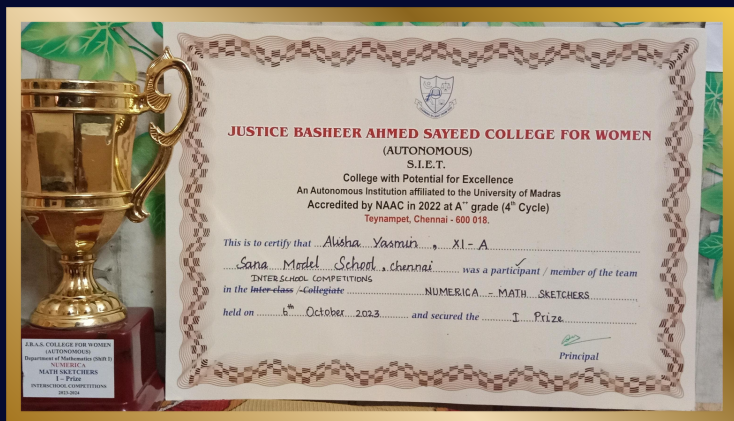 JUSTICE BASHEER AHMED SAYEED COLLEGE FOR WOMEN
(AUTONOMOUS)
S.I.E.T.
College with Potential for Excellence
An Autonomous Institution affiliated to the University of Madras
Accredited by NAAC in 2022 at A++ grade (4th Cycle)
Teynampet, Chennai - 600 018.
This is to certify that Alisha Yasmin, XI - A
Sana Model School, Chennai was a participant / member of the team
INTERSCHOOL COMPETITIONS
in the Inter class / Collegiate NUMERICA - MATH SKETCHERS
held on 6th October 2023 and secured the I Prize
Principal
J.B.A.S. COLLEGE FOR WOMEN
(AUTONOMOUS)
Department of Mathematics (Shift I)
NUMERICA
MATH SKETCHERS
I – Prize
INTERSCHOOL COMPETITIONS
2023-2024